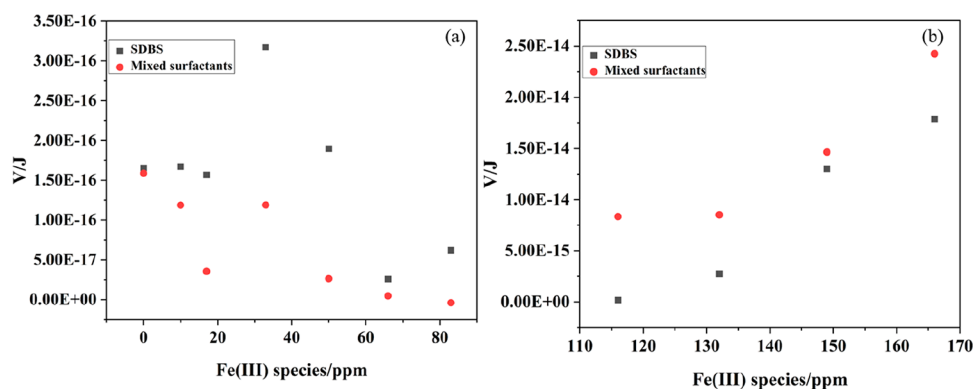 (a)
SDBS
Mixed surfactants
3.50E-16
3.00E-16
2.50E-16
2.00E-16
1.50E-16
1.00E-16
5.00E-17
0.00E+00
V/J
0 20 40 60 80
Fe(III) species/ppm
(b)
SDBS
Mixed surfactants
2.50E-14
2.00E-14
1.50E-14
1.00E-14
5.00E-15
0.00E+00
V/J
110 120 130 140 150 160 170
Fe(III) species/ppm